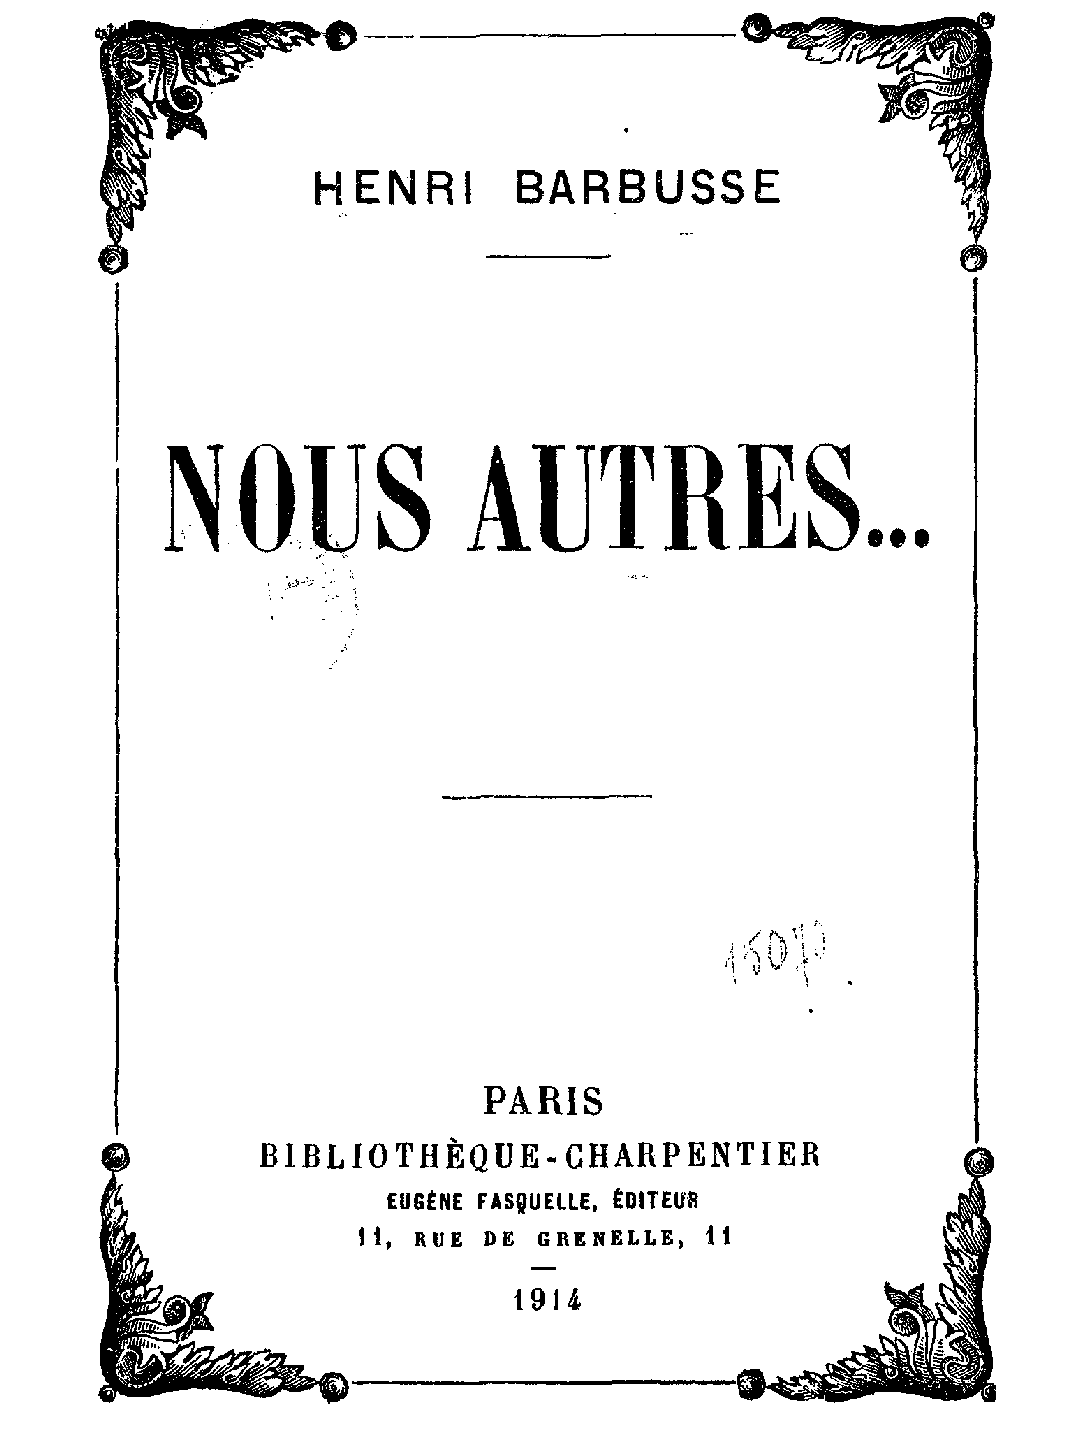 HENRI BARBUSSE
NOUS AUTRES...
PARIS
BIBLIOTHÈQUE-CHARPENTIER
EUGÈNE FASQUELLE, ÉDITEUR
11, RUE DE GRENELLE, 11
1914